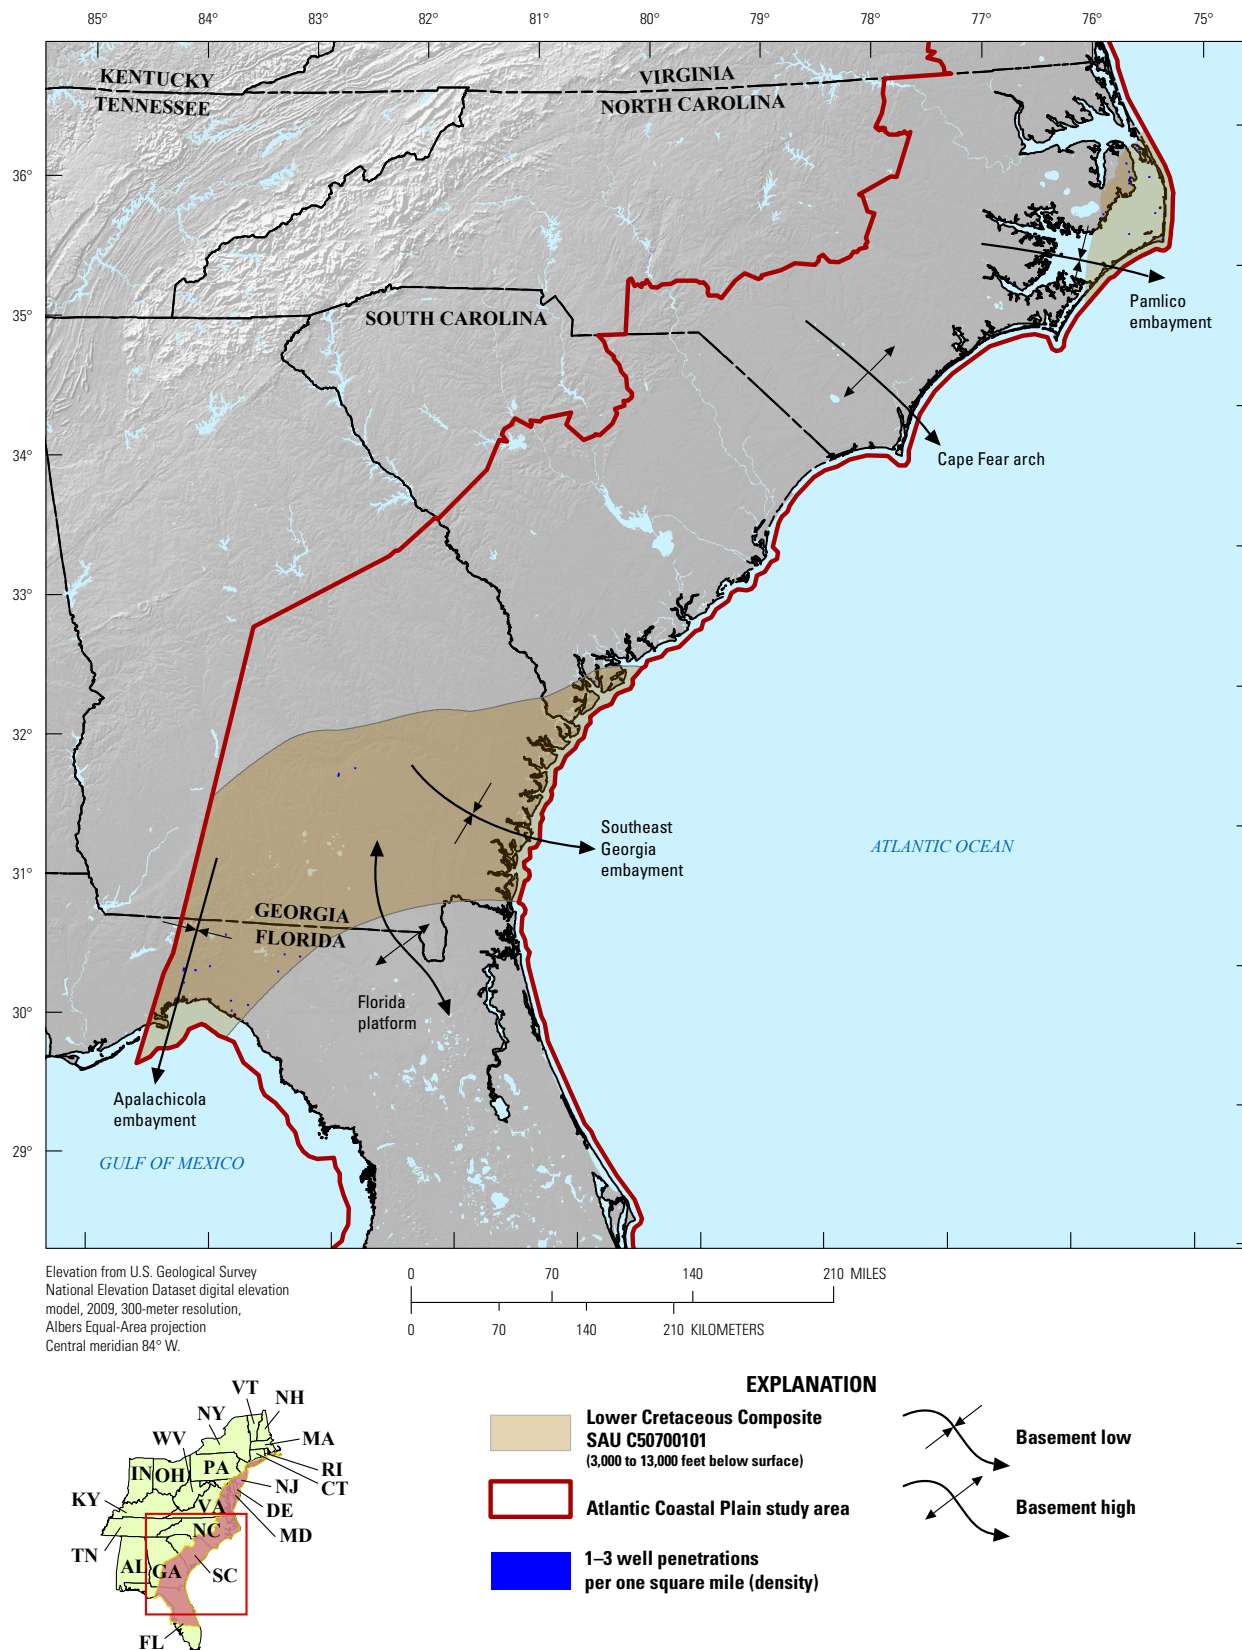 85° 84° 83° 82° 81° 80° 79° 78° 77° 76° 75°
KENTUCKY
TENNESSEE
VIRGINIA
NORTH CAROLINA
36°
35°
SOUTH CAROLINA
Pamlico
embayment
34°
Cape Fear arch
33°
32°
Southeast
Georgia
embayment
ATLANTIC OCEAN
31°
GEORGIA
FLORIDA
30°
Florida
platform
Apalachicola
embayment
29°
GULF OF MEXICO
Elevation from U.S. Geological Survey
National Elevation Dataset digital elevation
model, 2009, 300-meter resolution,
Albers Equal-Area projection
Central meridian 84° W.
0 70 140 210 MILES
0 70 140 210 KILOMETERS
VT
NH
NY
MA
WV
RI
IN
OH
PA
CT
NJ
KY
VA
DE
NC
MD
TN
AL
GA
SC
FL
EXPLANATION
Lower Cretaceous Composite
SAU C50700101
(3,000 to 13,000 feet below surface)
Atlantic Coastal Plain study area
1–3 well penetrations
per one square mile (density)
Basement low
Basement high